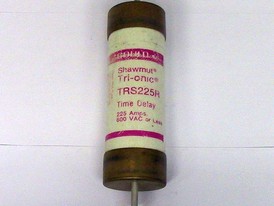 Shawmut®
Tri-onic®
TRS225R
Time Delay
225 Amps.
600 VAC or Less